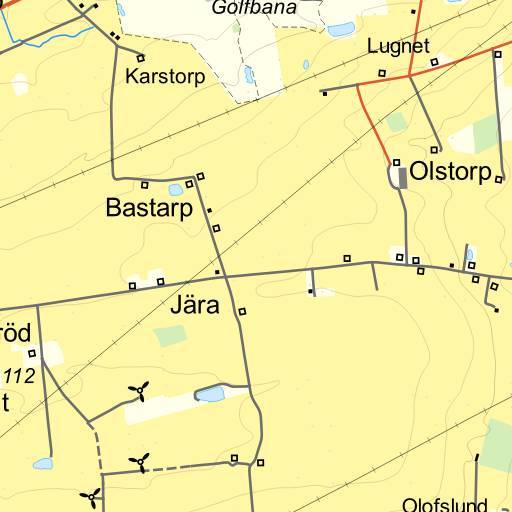 Golfbana
Lugnet
Karstorp
Olstorp
Bastarp
Jära
röd
112
t
Olofslund